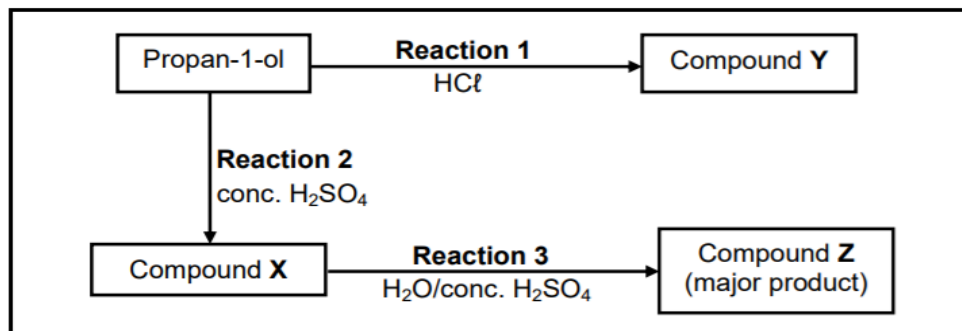 Propan-1-ol
Reaction 1
HCℓ
Compound Y
Reaction 2
conc. H₂SO₄
Compound X
Reaction 3
H₂O/conc. H₂SO₄
Compound Z
(major product)